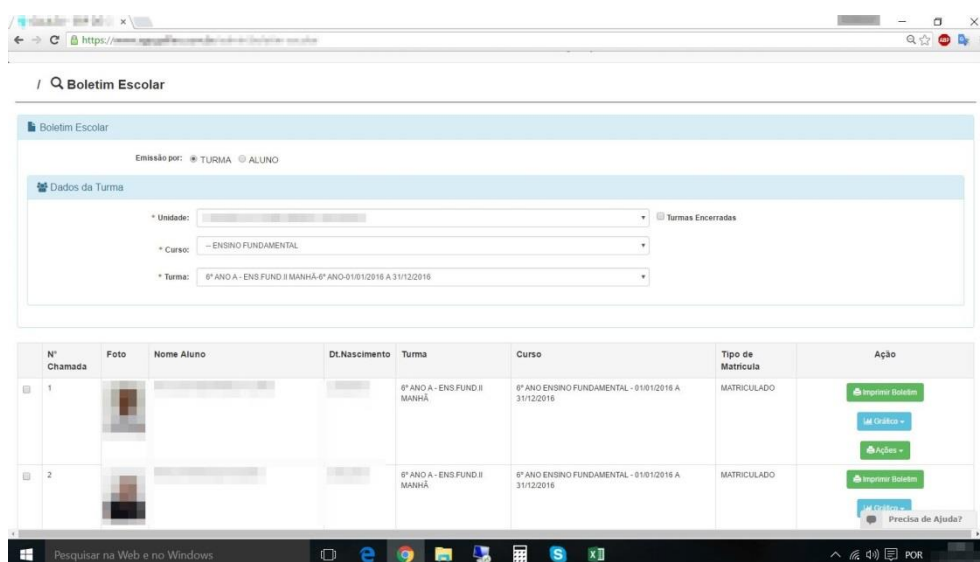 https://
/ Boletim Escolar
Boletim Escolar
Emissão por: TURMA ALUNO
Dados da Turma
* Unidade: Turmas Encerradas
* Curso: -- ENSINO FUNDAMENTAL
* Turma: 6º ANO A - ENS.FUND.II MANHÃ-6º ANO-01/01/2016 A 31/12/2016
N° Chamada Foto Nome Aluno Dt.Nascimento Turma Curso Tipo de Matrícula Ação
1 6º ANO A - ENS.FUND.II 6º ANO ENSINO FUNDAMENTAL - 01/01/2016 A MATRICULADO Imprimir Boletim
MANHÃ 31/12/2016
Gráfico
Ações
2 6º ANO A - ENS.FUND.II 6º ANO ENSINO FUNDAMENTAL - 01/01/2016 A MATRICULADO Imprimir Boletim
MANHÃ 31/12/2016
Gráfico
Precisa de Ajuda?
Pesquisar na Web e no Windows POR